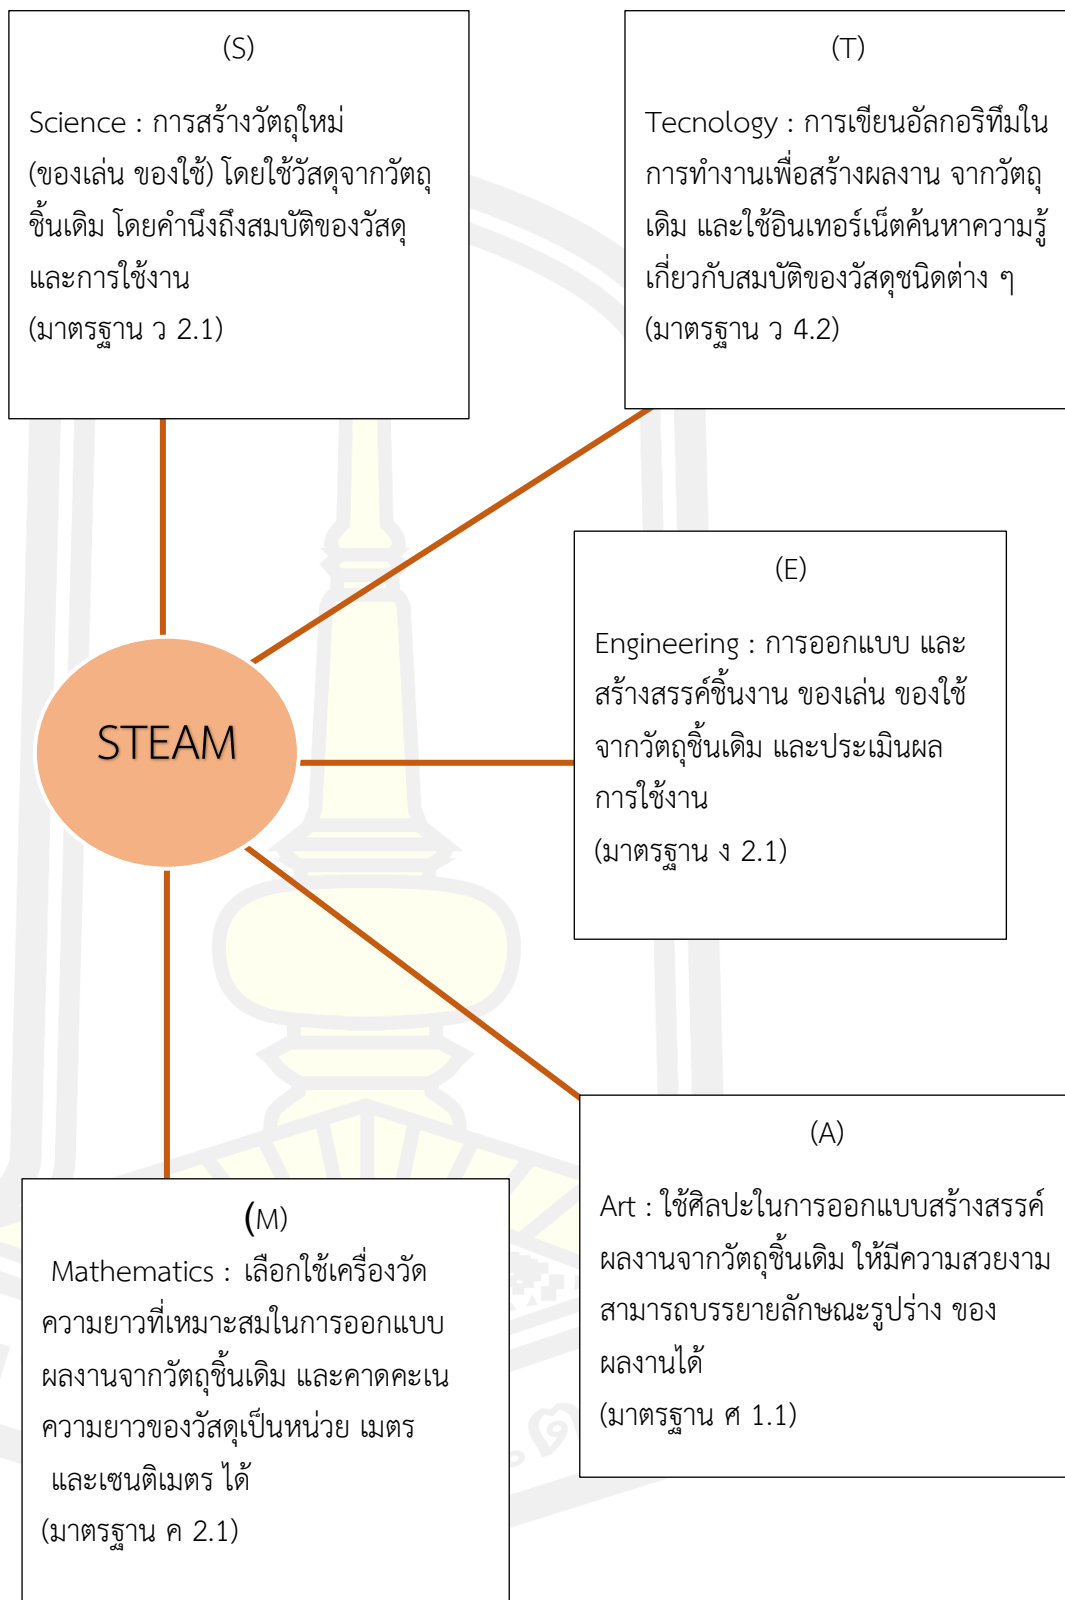 (S)
Science : การสร้างวัตถุใหม่
(ของเล่น ของใช้) โดยใช้วัสดุจากวัตถุ
ชิ้นเดิม โดยคำนึงถึงสมบัติของวัสดุ
และการใช้งาน
(มาตรฐาน ว 2.1)
(T)
Tecnology : การเขียนอัลกอริทึมใน
การทำงานเพื่อสร้างผลงาน จากวัตถุ
เดิม และใช้อินเทอร์เน็ตค้นหาความรู้
เกี่ยวกับสมบัติของวัสดุชนิดต่าง ๆ
(มาตรฐาน ว 4.2)
(E)
Engineering : การออกแบบ และ
สร้างสรรค์ชิ้นงาน ของเล่น ของใช้
จากวัตถุชิ้นเดิม และประเมินผล
การใช้งาน
(มาตรฐาน ง 2.1)
STEAM
(A)
Art : ใช้ศิลปะในการออกแบบสร้างสรรค์
ผลงานจากวัตถุชิ้นเดิม ให้มีความสวยงาม
สามารถบรรยายลักษณะรูปร่าง ของ
ผลงานได้
(มาตรฐาน ศ 1.1)
(M)
Mathematics : เลือกใช้เครื่องวัด
ความยาวที่เหมาะสมในการออกแบบ
ผลงานจากวัตถุชิ้นเดิม และคาดคะเน
ความยาวของวัสดุเป็นหน่วย เมตร
และเซนติเมตร ได้
(มาตรฐาน ค 2.1)